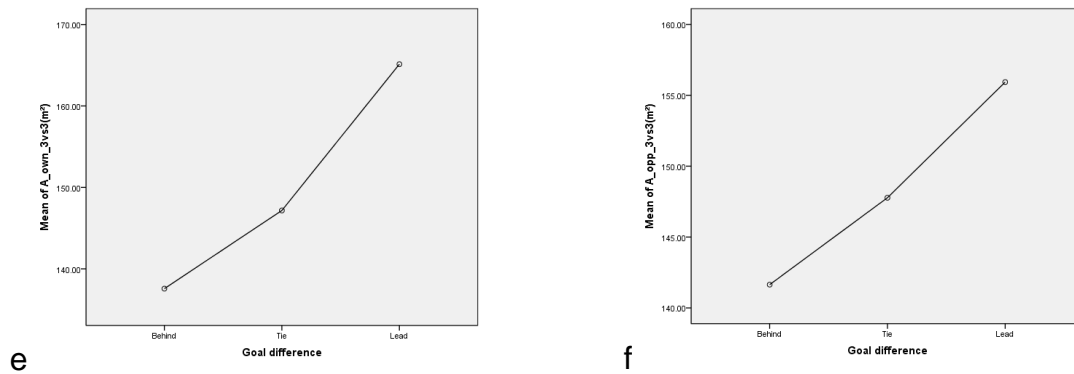 170.00
160.00
150.00
140.00
Mean of A_own_3vs3(m²)
Behind
Tie
Lead
Goal difference
e
160.00
155.00
150.00
145.00
140.00
Mean of A_opp_3vs3(m²)
Behind
Tie
Lead
Goal difference
f